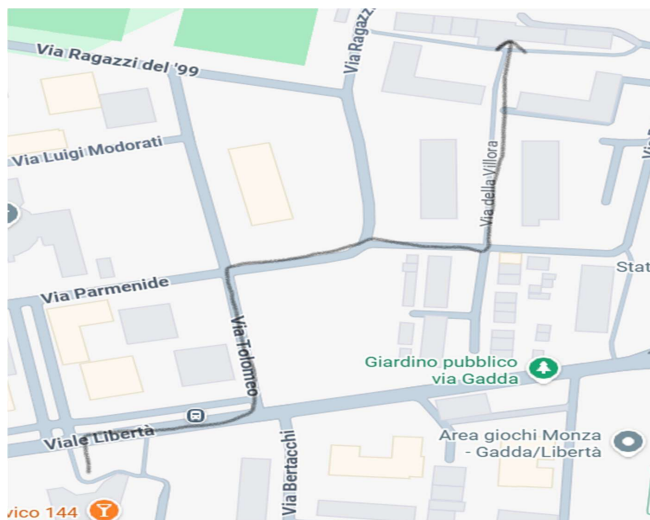 Via Ragazzi del '99
Via Ragazz
Via Luigi Modorati
Via della Villora
Via Parmenide
Stat
Via Tolomeo
Giardino pubblico
via Gadda
Viale Libertà
Via Bertacchi
Area giochi Monza
- Gadda/Libertà
vico 144